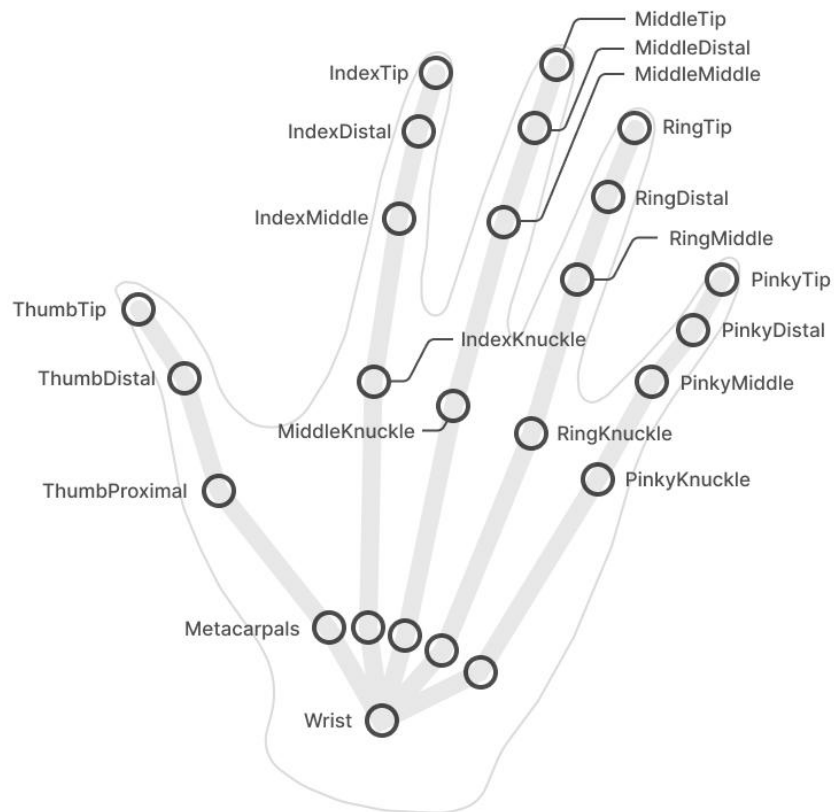 MiddleTip
MiddleDistal
IndexTip
MiddleMiddle
IndexDistal
RingTip
RingDistal
IndexMiddle
RingMiddle
PinkyTip
ThumbTip
PinkyDistal
IndexKnuckle
ThumbDistal
PinkyMiddle
MiddleKnuckle
RingKnuckle
PinkyKnuckle
ThumbProximal
Metacarpals
Wrist